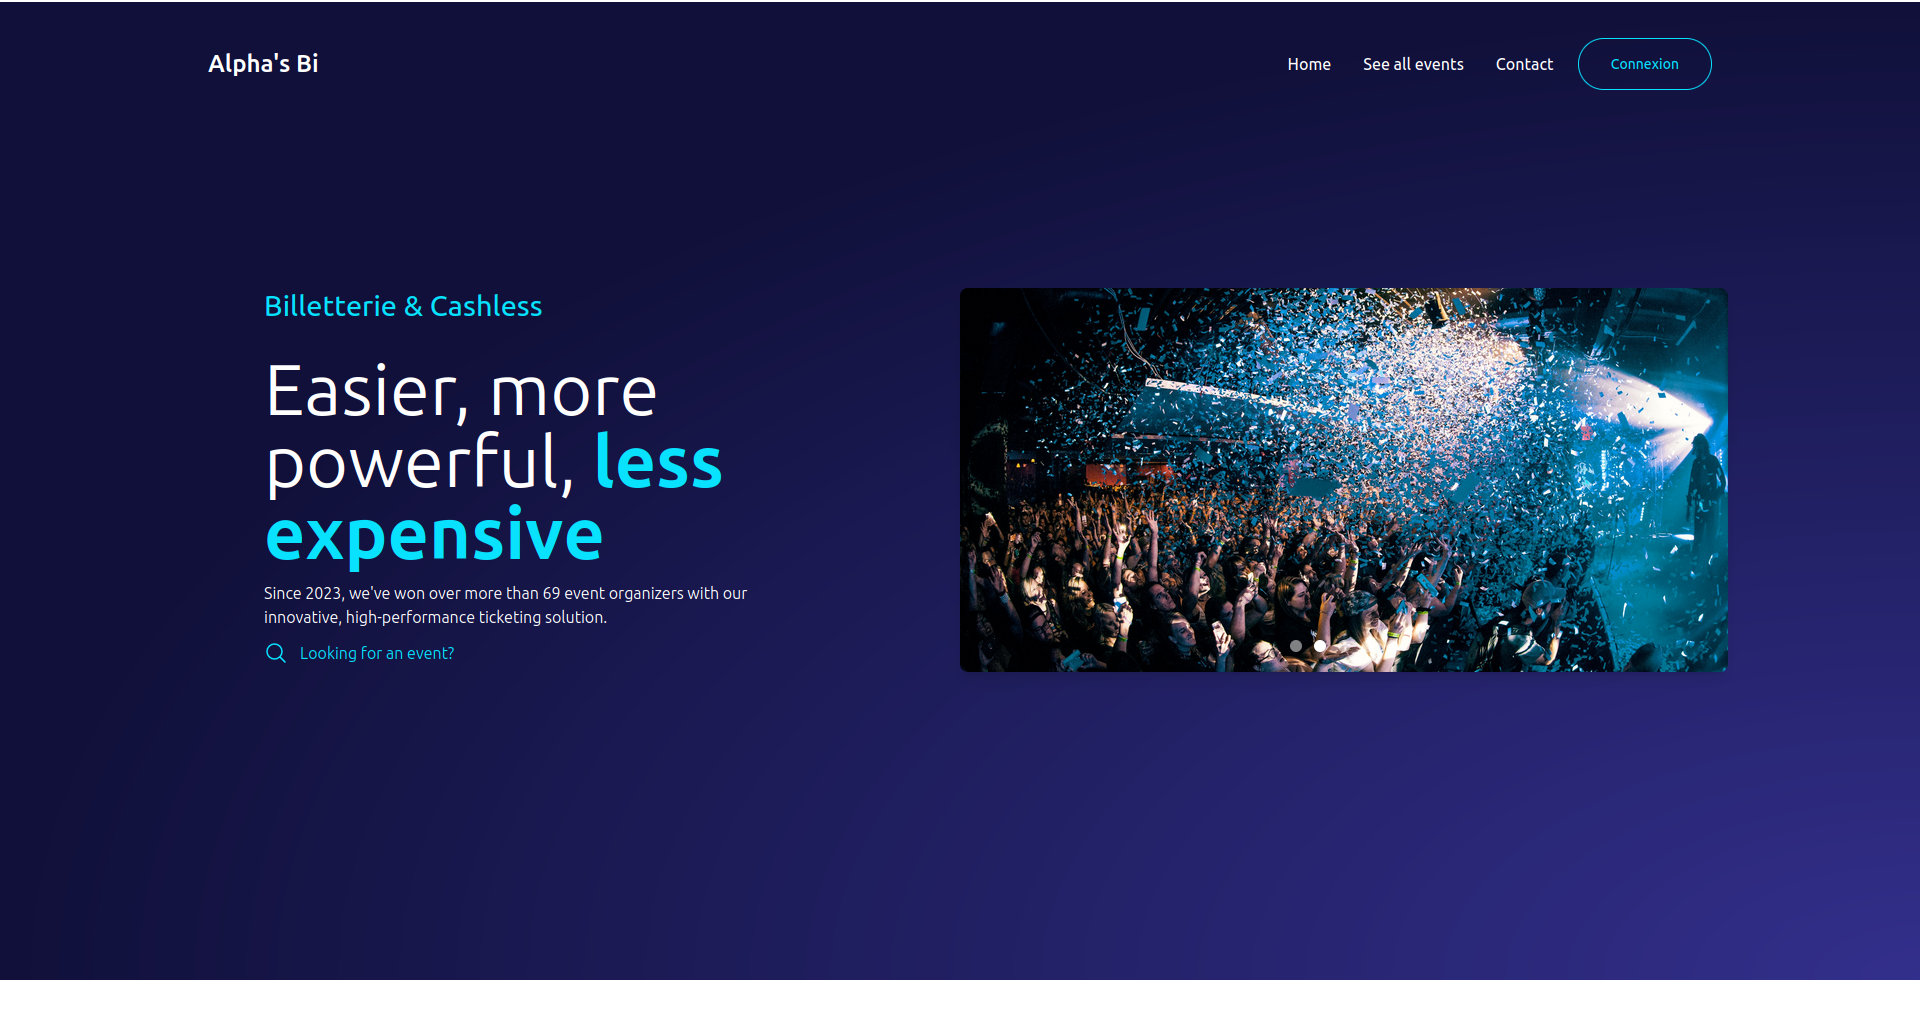 Alpha's Bi
Home See all events Contact Connexion
Billetterie & Cashless
Easier, more
powerful, less
expensive
Since 2023, we've won over more than 69 event organizers with our
innovative, high-performance ticketing solution.
Looking for an event?